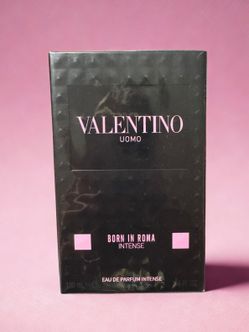 VALENTINO
UOMO
BORN IN ROMA
INTENSE
EAU DE PARFUM INTENSE